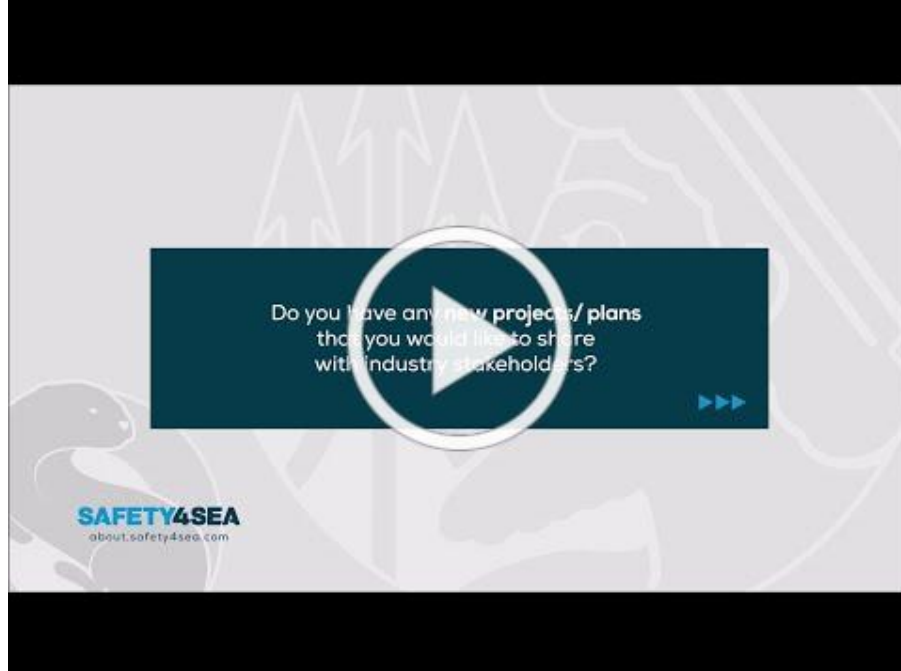 Do you have any new projects/ plans
that you would like to share
with industry stakeholders?
SAFETY4SEA
about.safety4sea.com